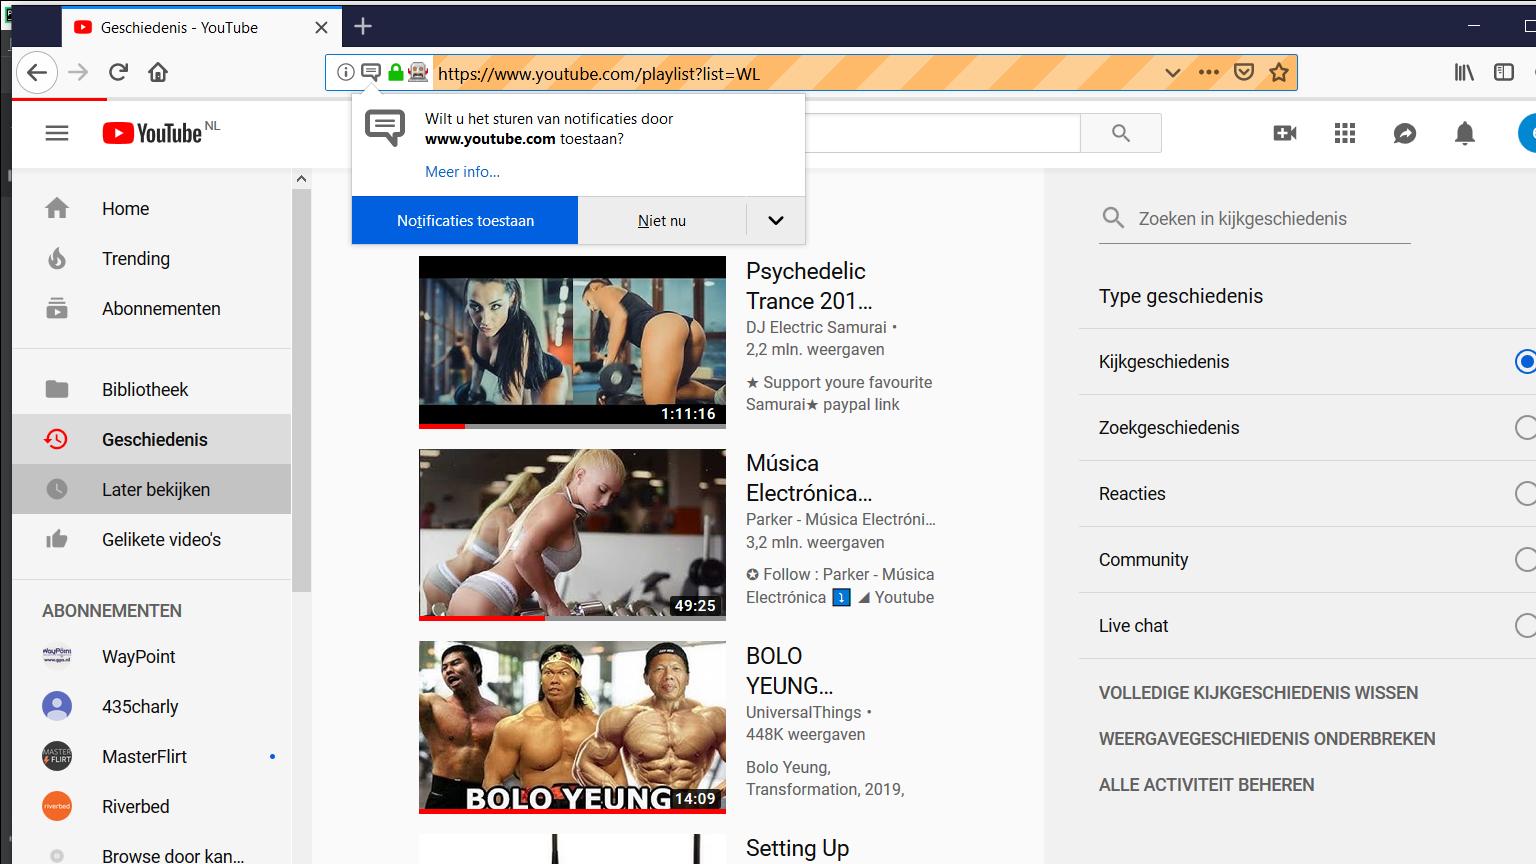 Geschiedenis - YouTube
https://www.youtube.com/playlist?list=WL
Wilt u het sturen van notificaties door
www.youtube.com toestaan?
Meer info...
Notificaties toestaan
Niet nu
YouTube NL
Home
Trending
Abonnementen
Bibliotheek
Geschiedenis
Later bekijken
Gelikete video's
ABONNEMENTEN
WayPoint
435charly
MASTER
FLIRT
MasterFlirt
riverbed
Riverbed
Browse door kan...
1:11:16
Psychedelic
Trance 201...
DJ Electric Samurai •
2,2 mln. weergaven
★ Support youre favourite
Samurai★ paypal link
49:25
Música
Electrónica...
Parker - Música Electróni...
3,2 mln. weergaven
✪ Follow : Parker - Música
Electrónica ⤵ ◢ Youtube
BOLO YEUNG
14:09
BOLO
YEUNG...
UniversalThings •
448K weergaven
Bolo Yeung,
Transformation, 2019,
Setting Up
Zoeken in kijkgeschiedenis
Type geschiedenis
Kijkgeschiedenis
Zoekgeschiedenis
Reacties
Community
Live chat
VOLLEDIGE KIJKGESCHIEDENIS WISSEN
WEERGAVEGESCHIEDENIS ONDERBREKEN
ALLE ACTIVITEIT BEHEREN